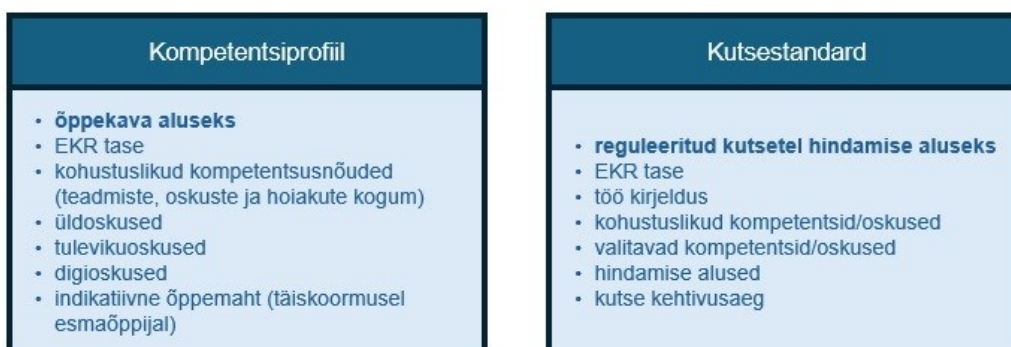 Kompetentsiprofiil
• õppekava aluseks
• EKR tase
• kohustuslikud kompetentsusnõuded
(teadmiste, oskuste ja hoiakute kogum)
• üldoskused
• tulevikuoskused
• digioskused
• indikatiivne õppemaht (täiskoormusel
esmaõppijal)
Kutsestandard
• reguleeritud kutsetel hindamise aluseks
• EKR tase
• töö kirjeldus
• kohustuslikud kompetentsid/oskused
• valitavad kompetentsid/oskused
• hindamise alused
• kutse kehtivusaeg